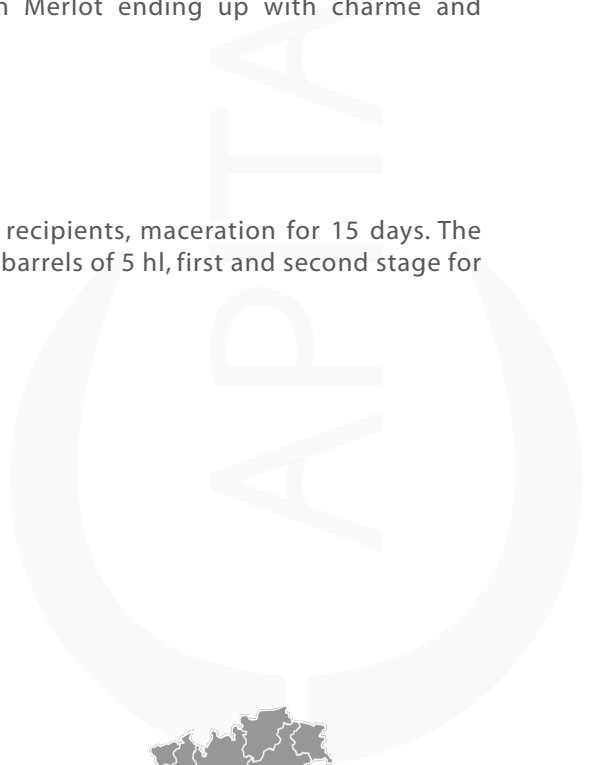 Merlot ending up with charme and
recipients, maceration for 15 days. The
barrels of 5 hl, first and second stage for
APITA